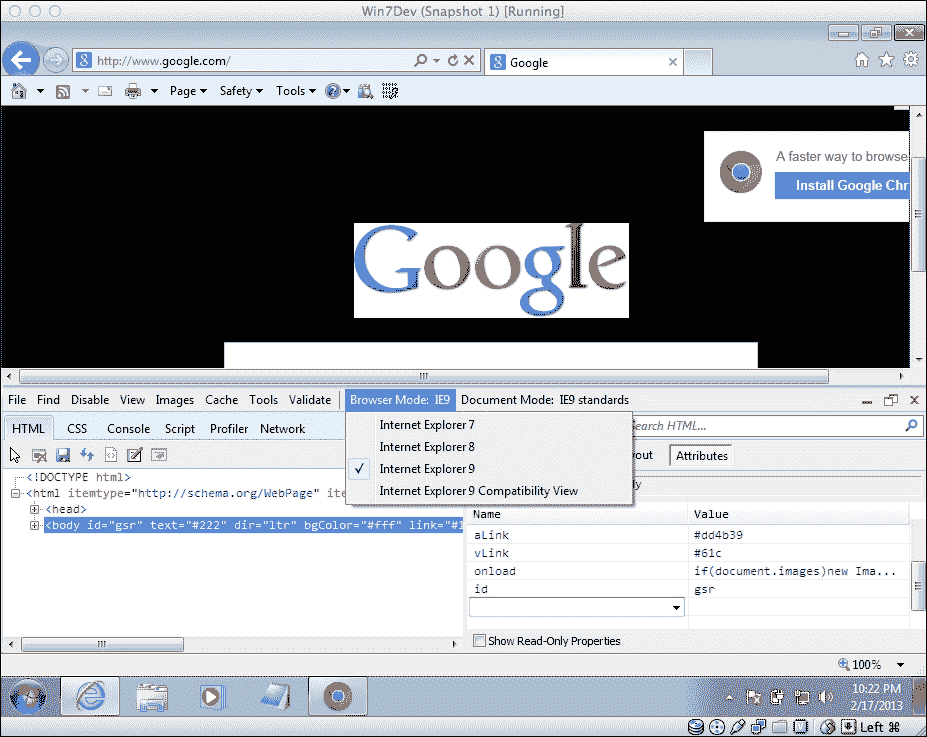 Win7Dev (Snapshot 1) [Running]
http://www.google.com/
Google
Page Safety Tools
A faster way to browse
Install Google Chr
Google
File Find Disable View Images Cache Tools Validate Browser Mode: IE9 Document Mode: IE9 standards
HTML CSS Console Script Profiler Network
Internet Explorer 7
Internet Explorer 8
Internet Explorer 9
Internet Explorer 9 Compatibility View
Search HTML...
Attributes
<!DOCTYPE html>
<html itemtype="http://schema.org/WebPage"
<head>
<body id="gsr" text="#222" dir="ltr" bgColor="#fff" link="#1
Name Value
aLink #dd4b39
vLink #61c
onload if(document.images)new Ima...
id gsr
Show Read-Only Properties
100%
10:22 PM
2/17/2013
Left ⌘